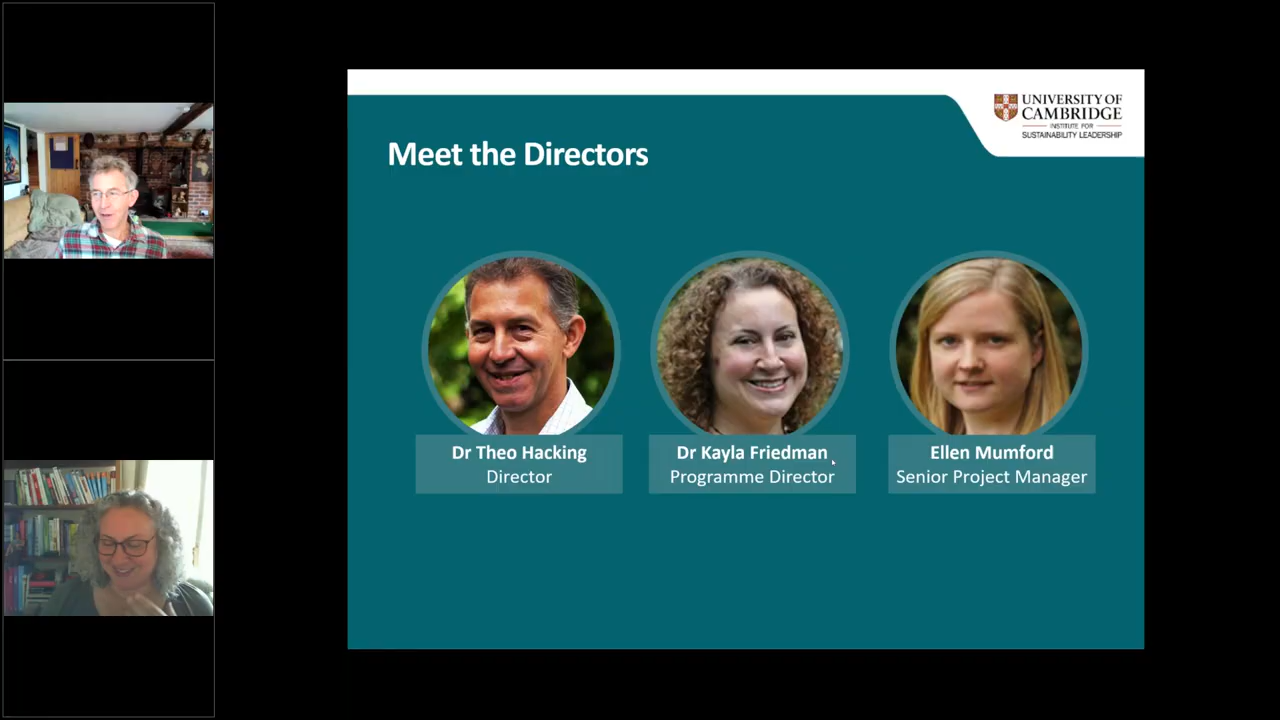 UNIVERSITY OF
CAMBRIDGE
INSTITUTE FOR
SUSTAINABILITY LEADERSHIP
Meet the Directors
Dr Theo Hacking
Director
Dr Kayla Friedman
Programme Director
Ellen Mumford
Senior Project Manager